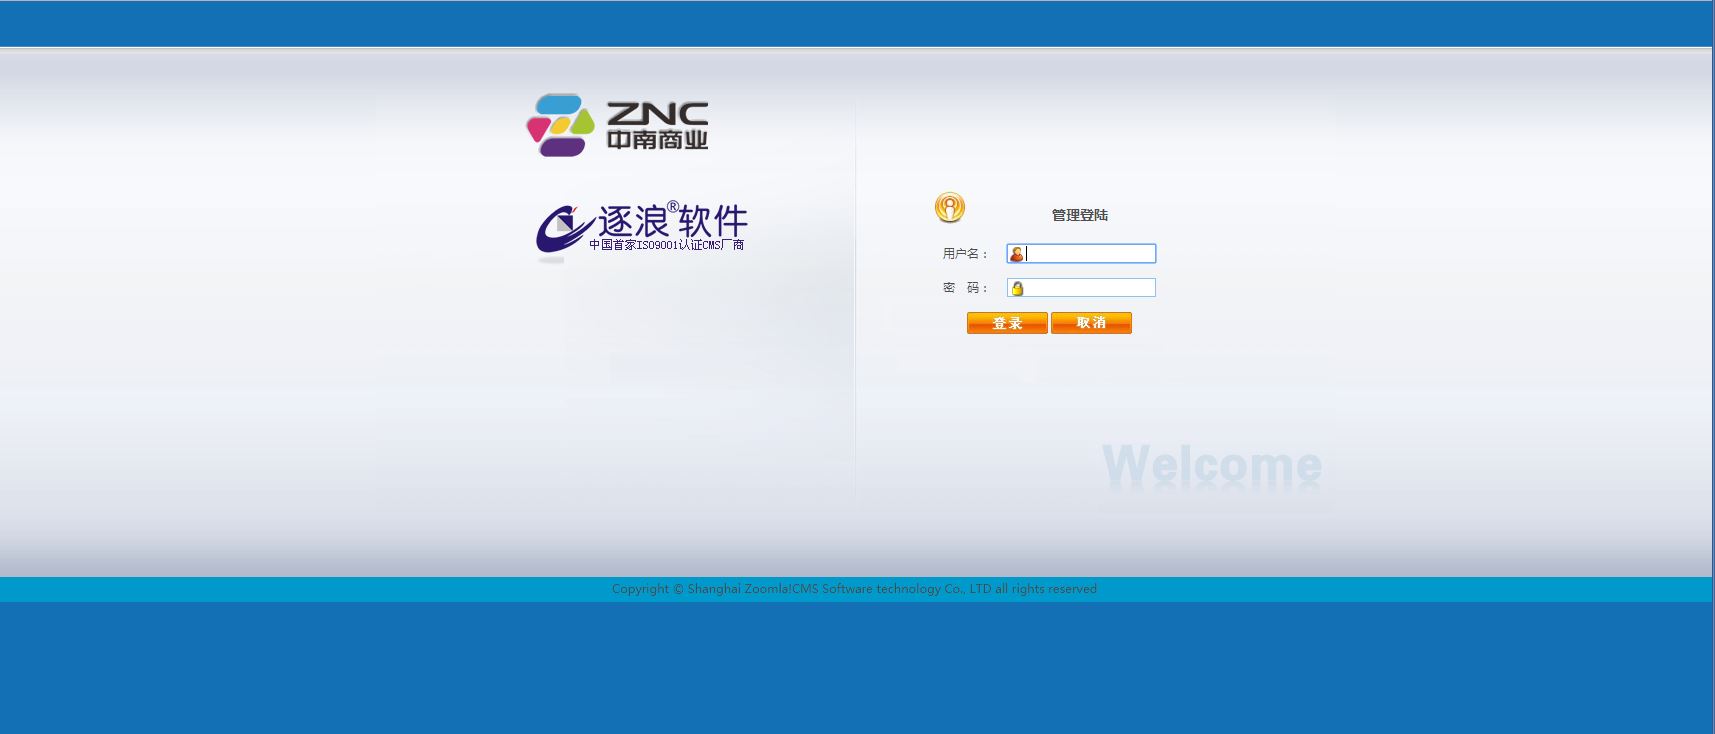 ZNC
中南商业
逐浪®软件
中国首家ISO9001认证CMS厂商
管理登陆
用户名：
密 码：
登录 取消
Welcome
Copyright © Shanghai Zoomla!CMS Software technology Co., LTD all rights reserved